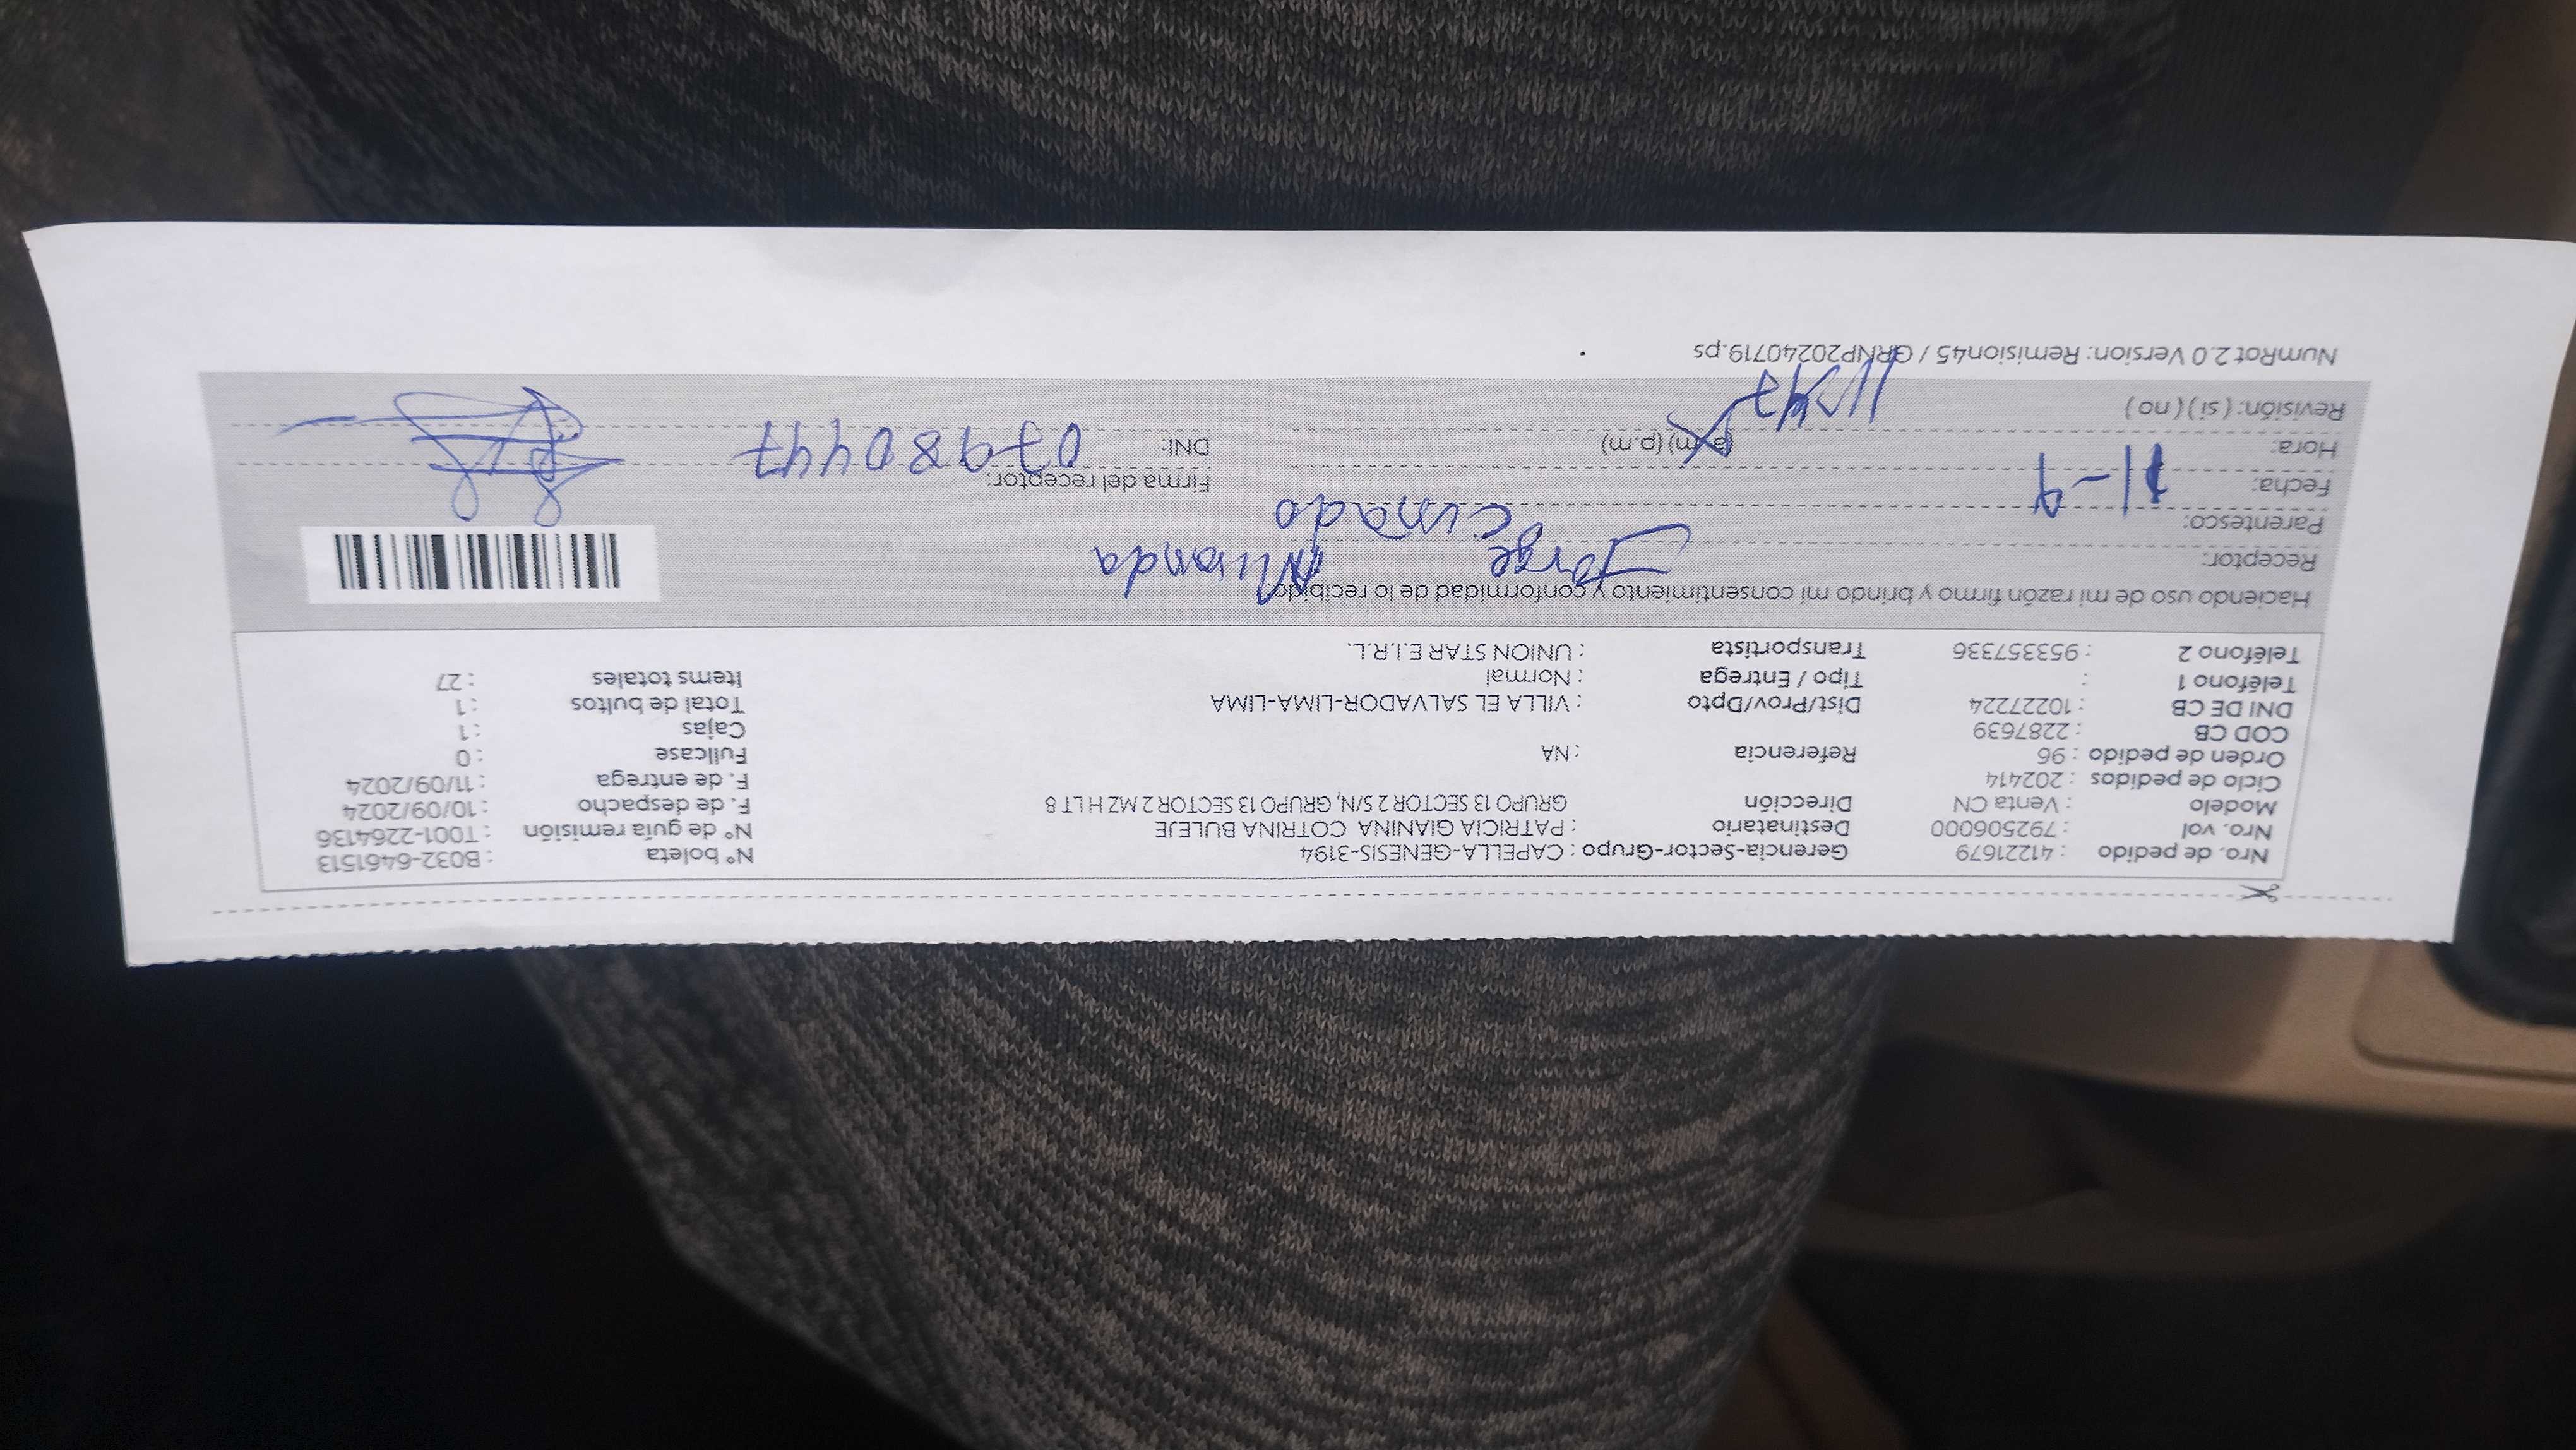 Nro. de pedido : 41221679 Gerencia-Sector-Grupo : CAPELLA-GENESIS-3194 N° boleta : B032-6461513
Nro. vol : 792506000 Destinatario : PATRICIA GIANINA COTRINA BULEJE N° de guía remisión : T001-2264136
Modelo : Venta CN Dirección GRUPO 13 SECTOR 2 S/N, GRUPO 13 SECTOR 2 MZ H LT 8 F. de despacho : 10/09/2024
Ciclo de pedidos : 202414 F. de entrega : 11/09/2024
Orden de pedido : 96 Referencia : NA Fullcase : 0
COD CB : 2287639 Cajas : 1
DNI DE CB : 10227224 Dist/Prov/Dpto : VILLA EL SALVADOR-LIMA-LIMA Total de bultos : 1
Teléfono 1 : Tipo / Entrega : Normal Items totales : 27
Teléfono 2 : 953357336 Transportista : UNION STAR E.I.R.L.
Haciendo uso de mi razón firmo y brindo mi consentimiento y conformidad de lo recibido:
Receptor: Jorge Miranda
Parentesco: Cuñado
Fecha: 11-9 Firma del receptor:
Hora: (a.m) (p.m) DNI: 07980447
Revisión: ( si ) ( no ) 11:47
NumRot 2.0 Version: Remision45 / GRNP20240719.ps